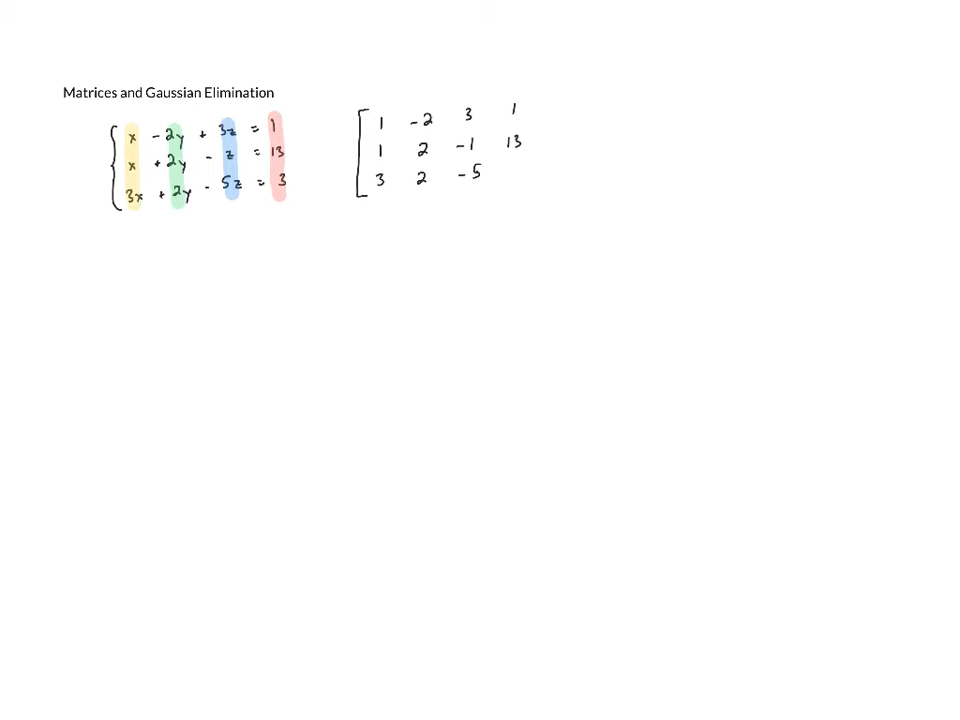 Matrices and Gaussian Elimination
x - 2y + 3z = 1
x + 2y - z = 13
3x + 2y - 5z = 3
1 -2 3 1
1 2 -1 13
3 2 -5